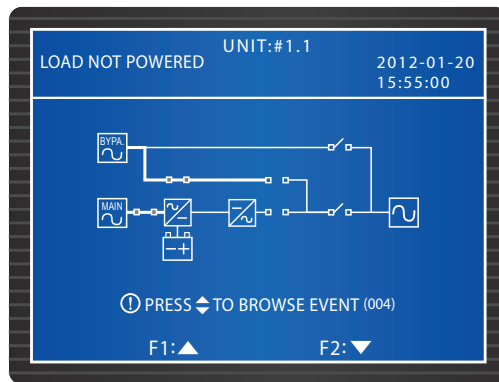 UNIT:#1.1
LOAD NOT POWERED
2012-01-20
15:55:00
BYPA.
MAIN
! PRESS TO BROWSE EVENT (004)
F1:▲ F2:▼